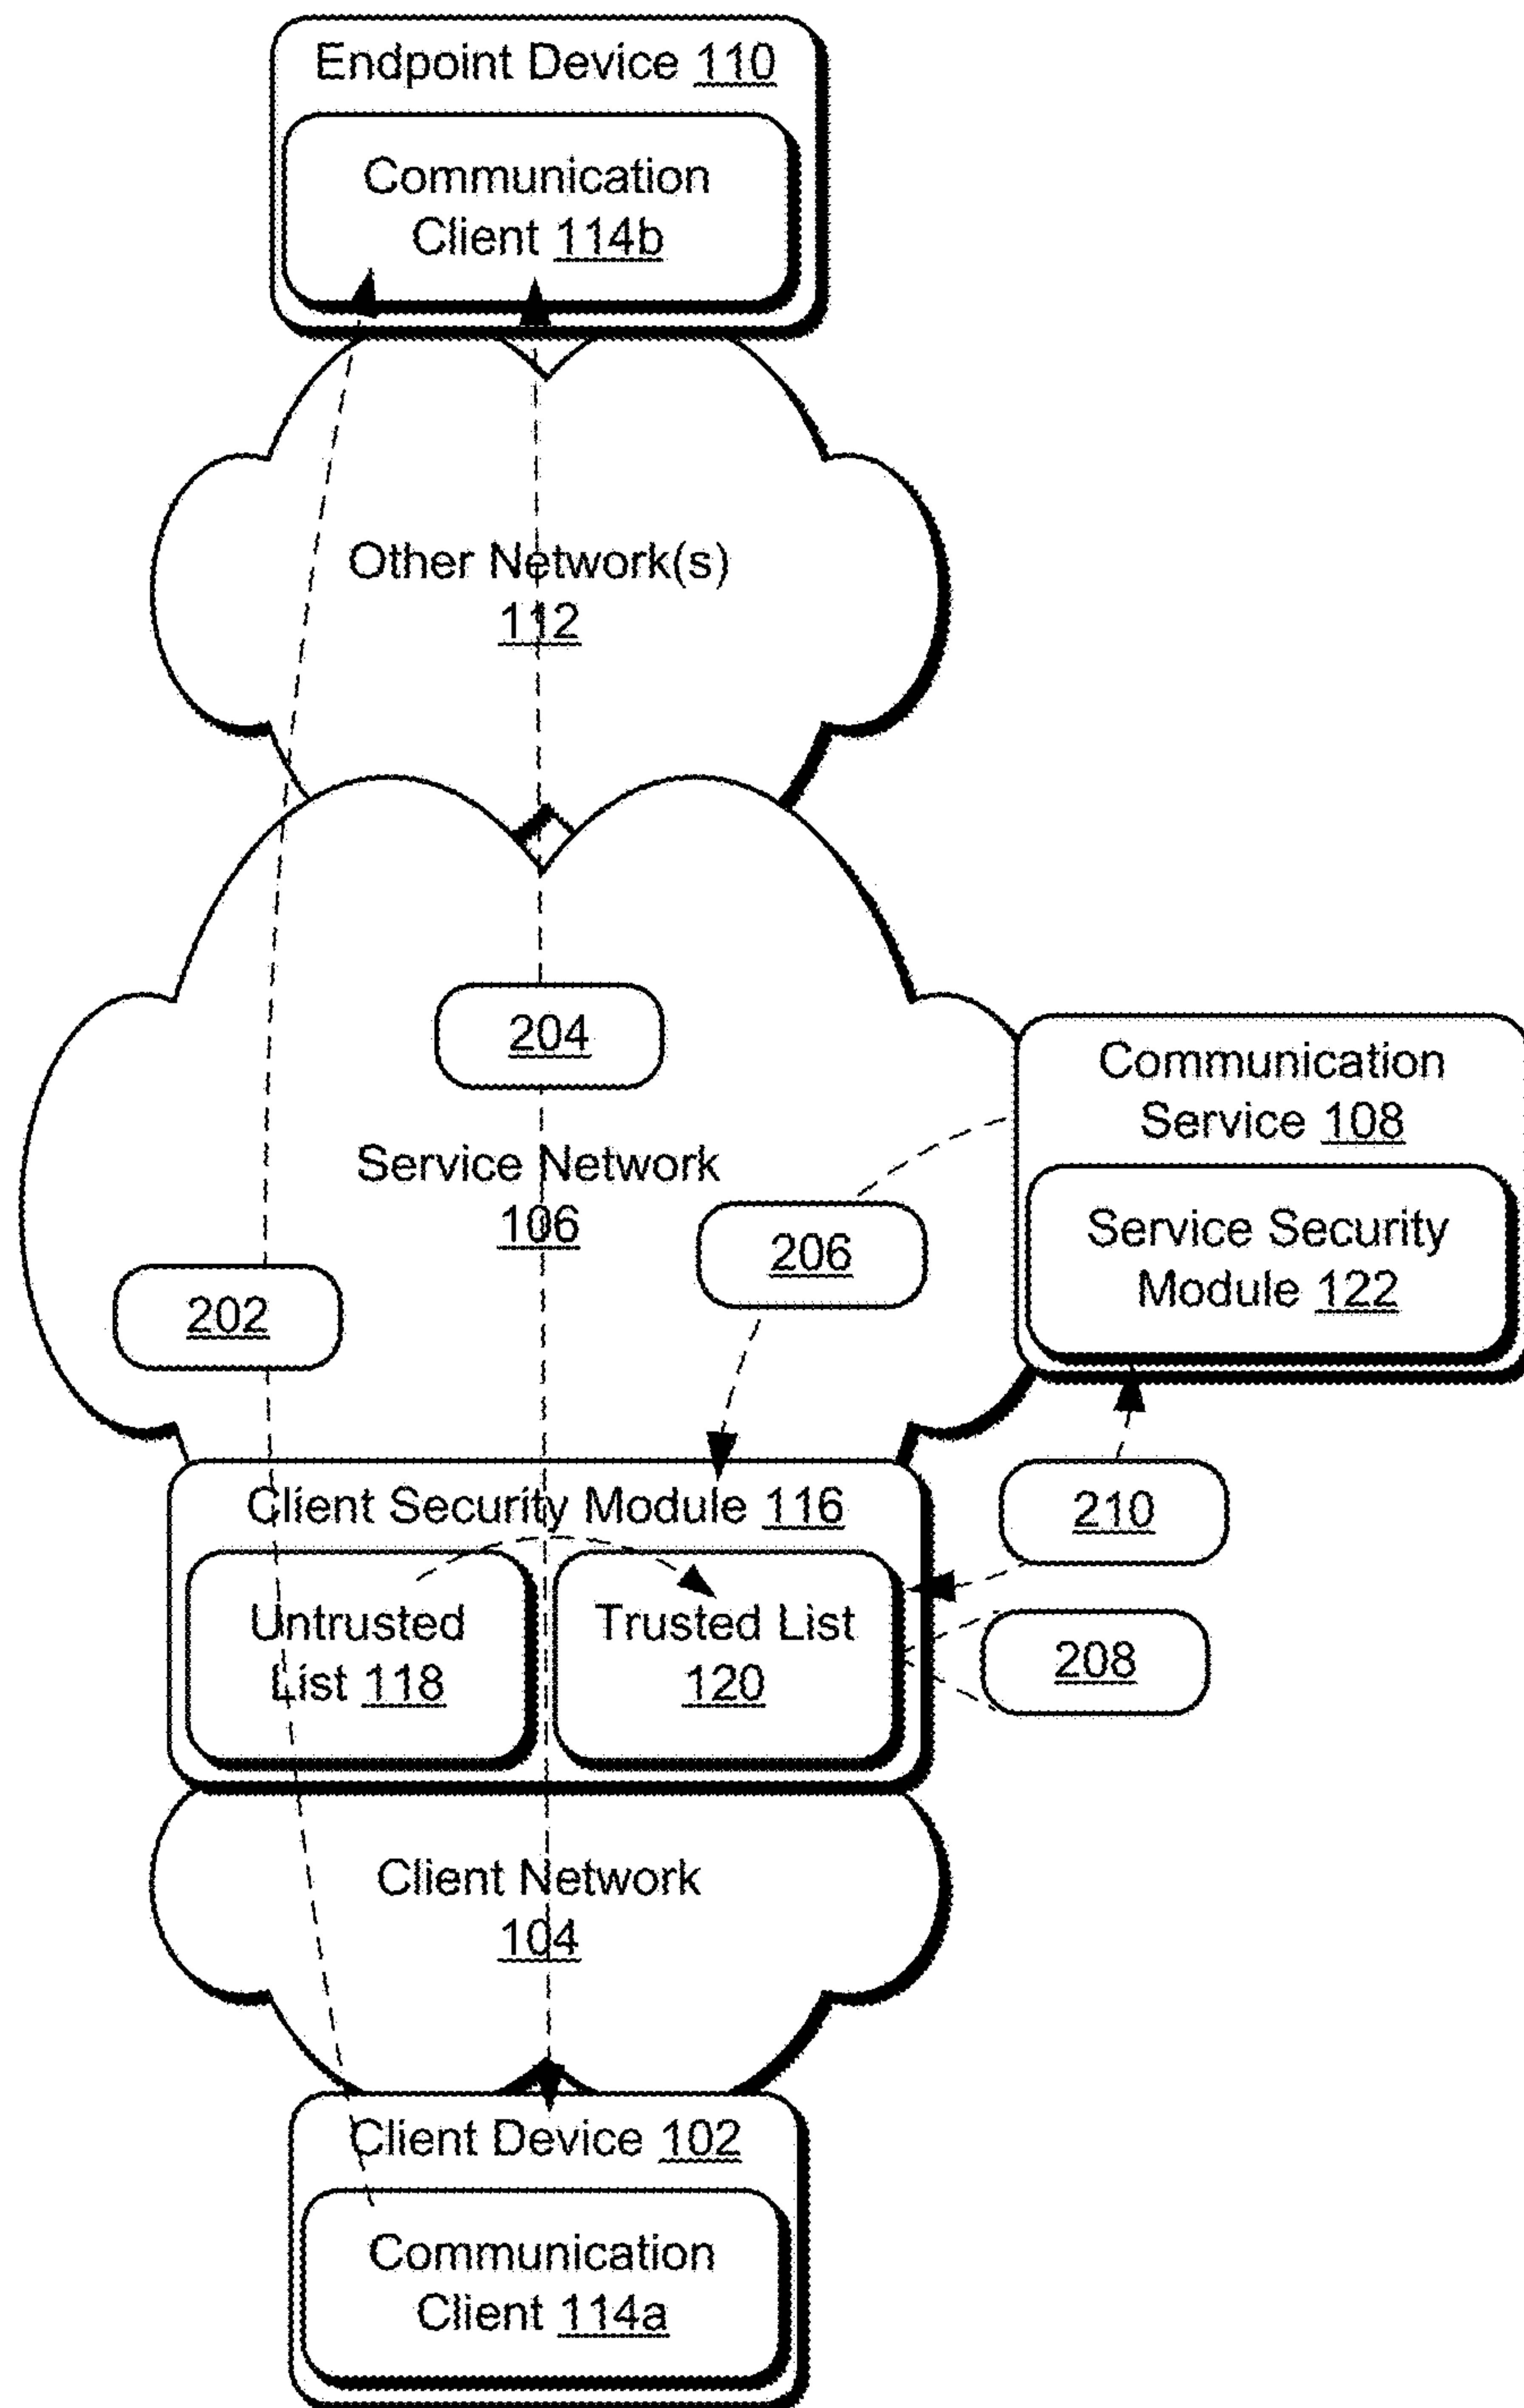 Endpoint Device 110
Communication
Client 114b
Other Network(s)
112
204
Communication
Service 108
Service Network
106
206
Service Security
Module 122
202
Client Security Module 116
210
Untrusted
List 118
Trusted List
120
208
Client Network
104
Client Device 102
Communication
Client 114a